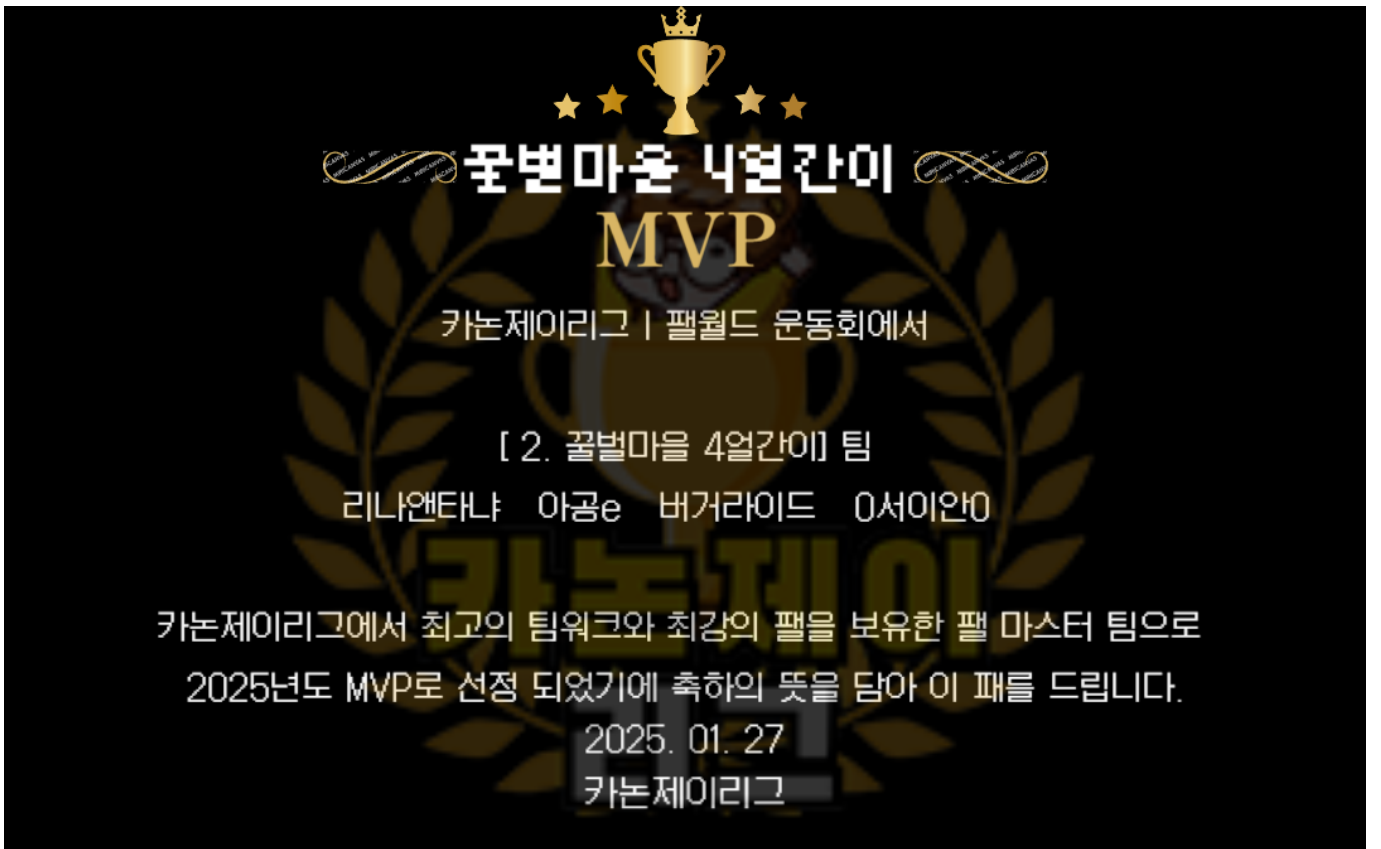 꿀벌마을 4얼간이
MVP
카논제이리그 | 팰월드 운동회에서
[ 2. 꿀벌마을 4얼간이] 팀
리나앤타냐 아공e 버거라이드 0서이안0
카논제이
리그
카논제이리그에서 최고의 팀워크와 최강의 팰을 보유한 팰 마스터 팀으로
2025년도 MVP로 선정 되었기에 축하의 뜻을 담아 이 패를 드립니다.
2025. 01. 27
카논제이리그